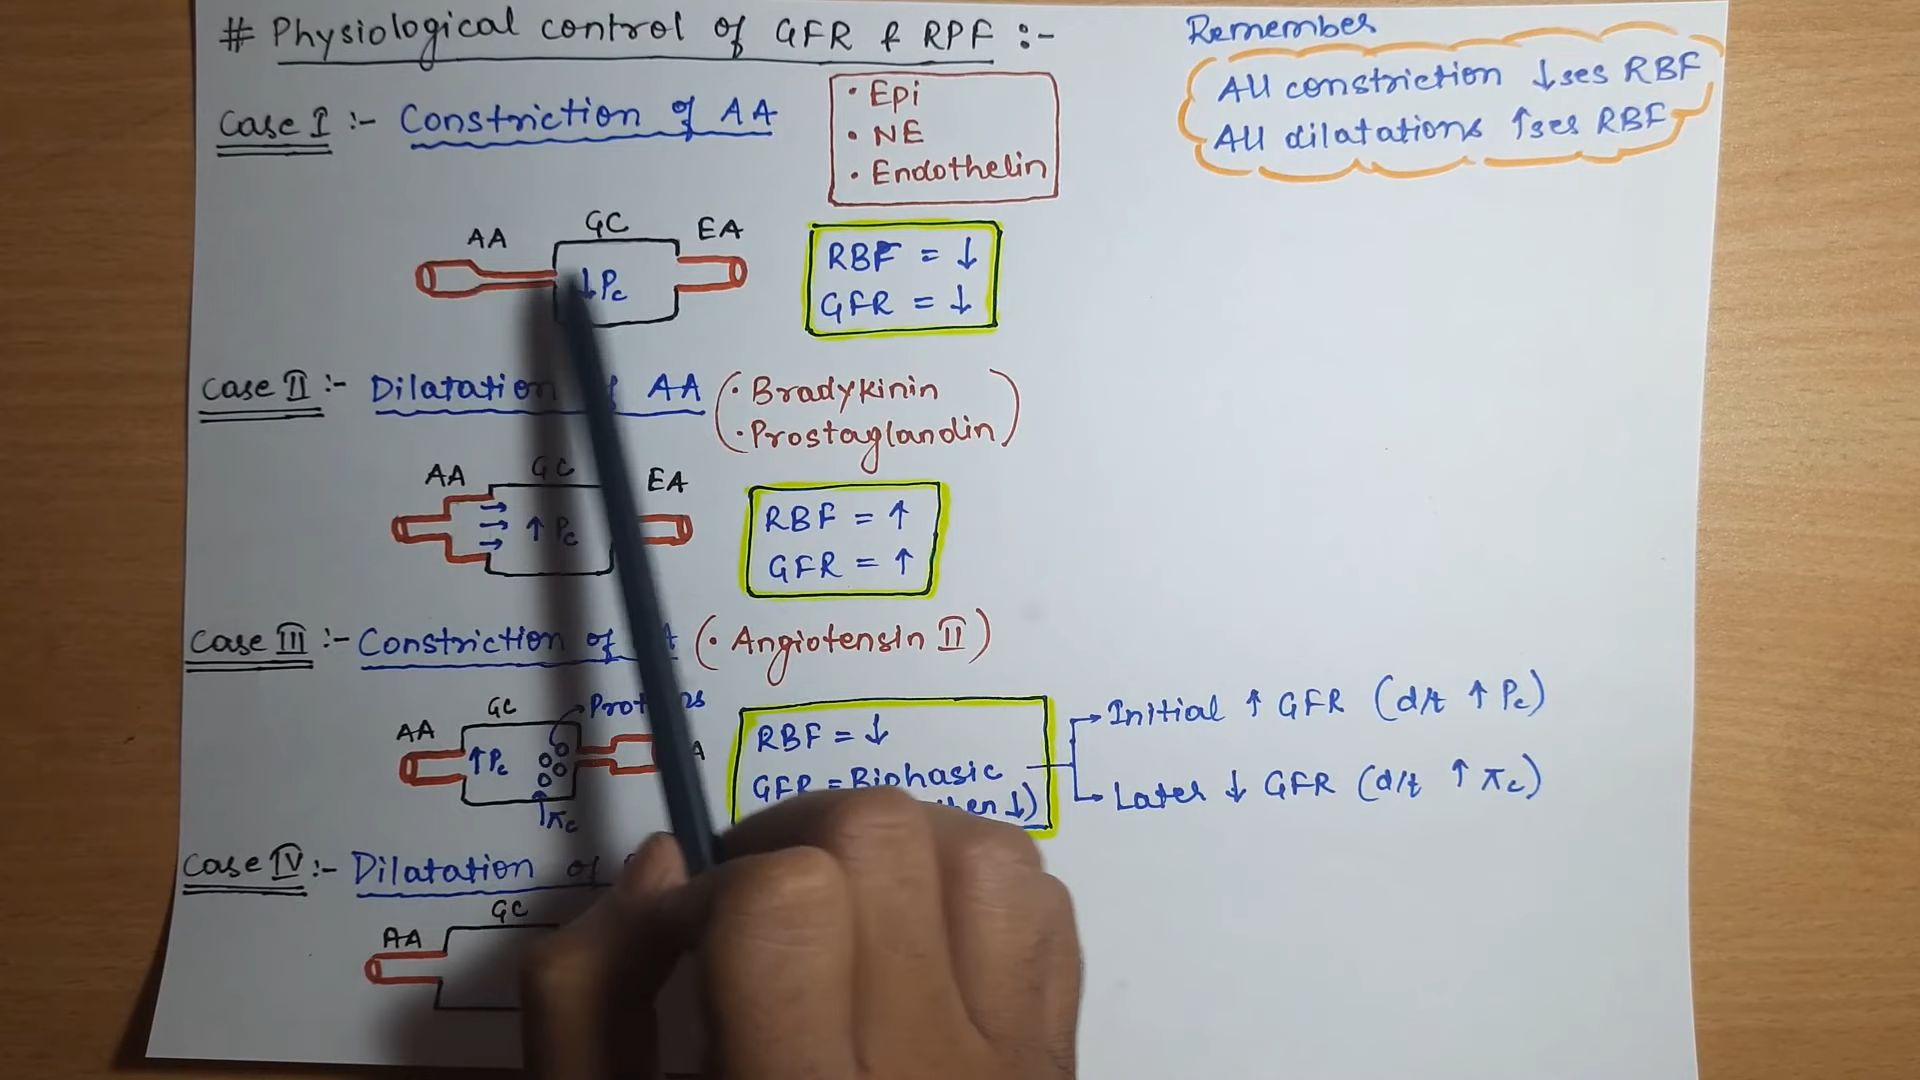 # Physiological control of GFR & RPF :-
Remember
All constriction ↓ses RBF
All dilatations ↑ses RBF
Case I :- Constriction of AA
• Epi
• NE
• Endothelin
AA GC EA
↓Pc
RBF = ↓
GFR = ↓
Case II :- Dilatation AA (• Bradykinin
• Prostaglandin)
AA GC EA
↑ Pc
RBF = ↑
GFR = ↑
Case III :- Constriction of (• Angiotensin II)
AA GC
↑Pc
↑πc
RBF = ↓
GFR = Biphasic
↓)
Initial ↑ GFR (d/t ↑ Pc)
Later ↓ GFR (d/t ↑ πc)
Case IV :- Dilatation of
GC
AA